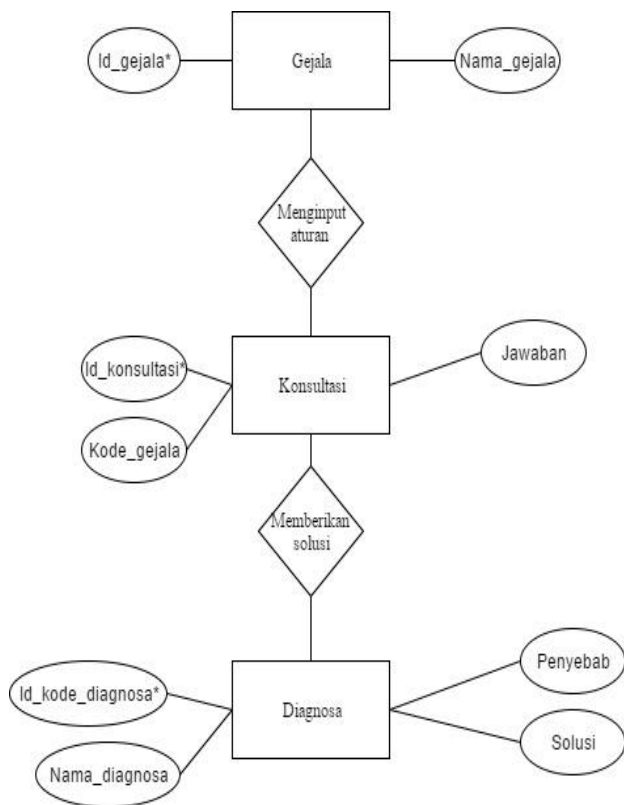 Id_gejala*
Gejala
Nama_gejala
Menginput
aturan
Id_konsultasi*
Konsultasi
Jawaban
Kode_gejala
Memberikan
solusi
Id_kode_diagnosa*
Diagnosa
Penyebab
Nama_diagnosa
Solusi